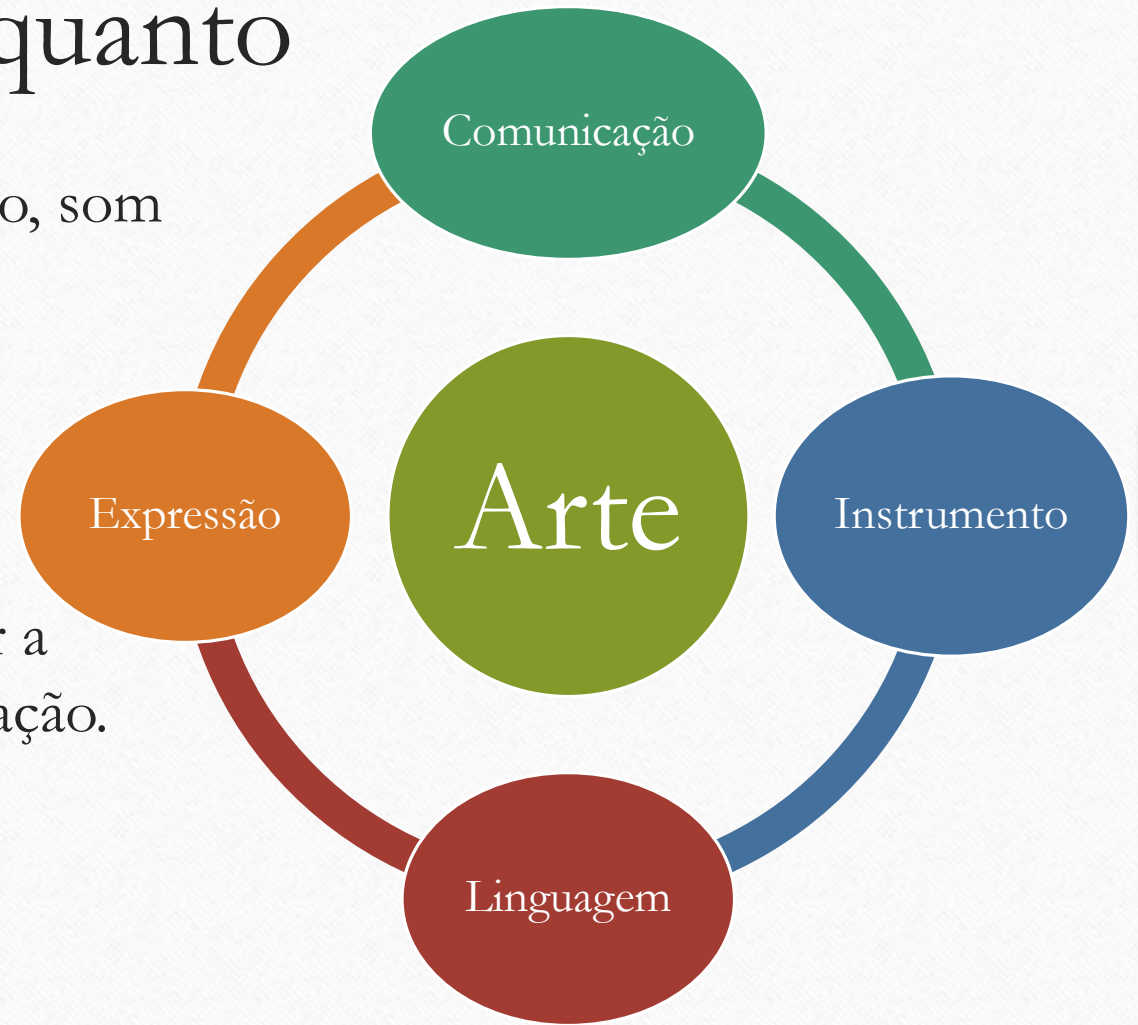 quanto
Comunicação
o, som
Expressão
Arte
Instrumento
r a
ação.
Linguagem